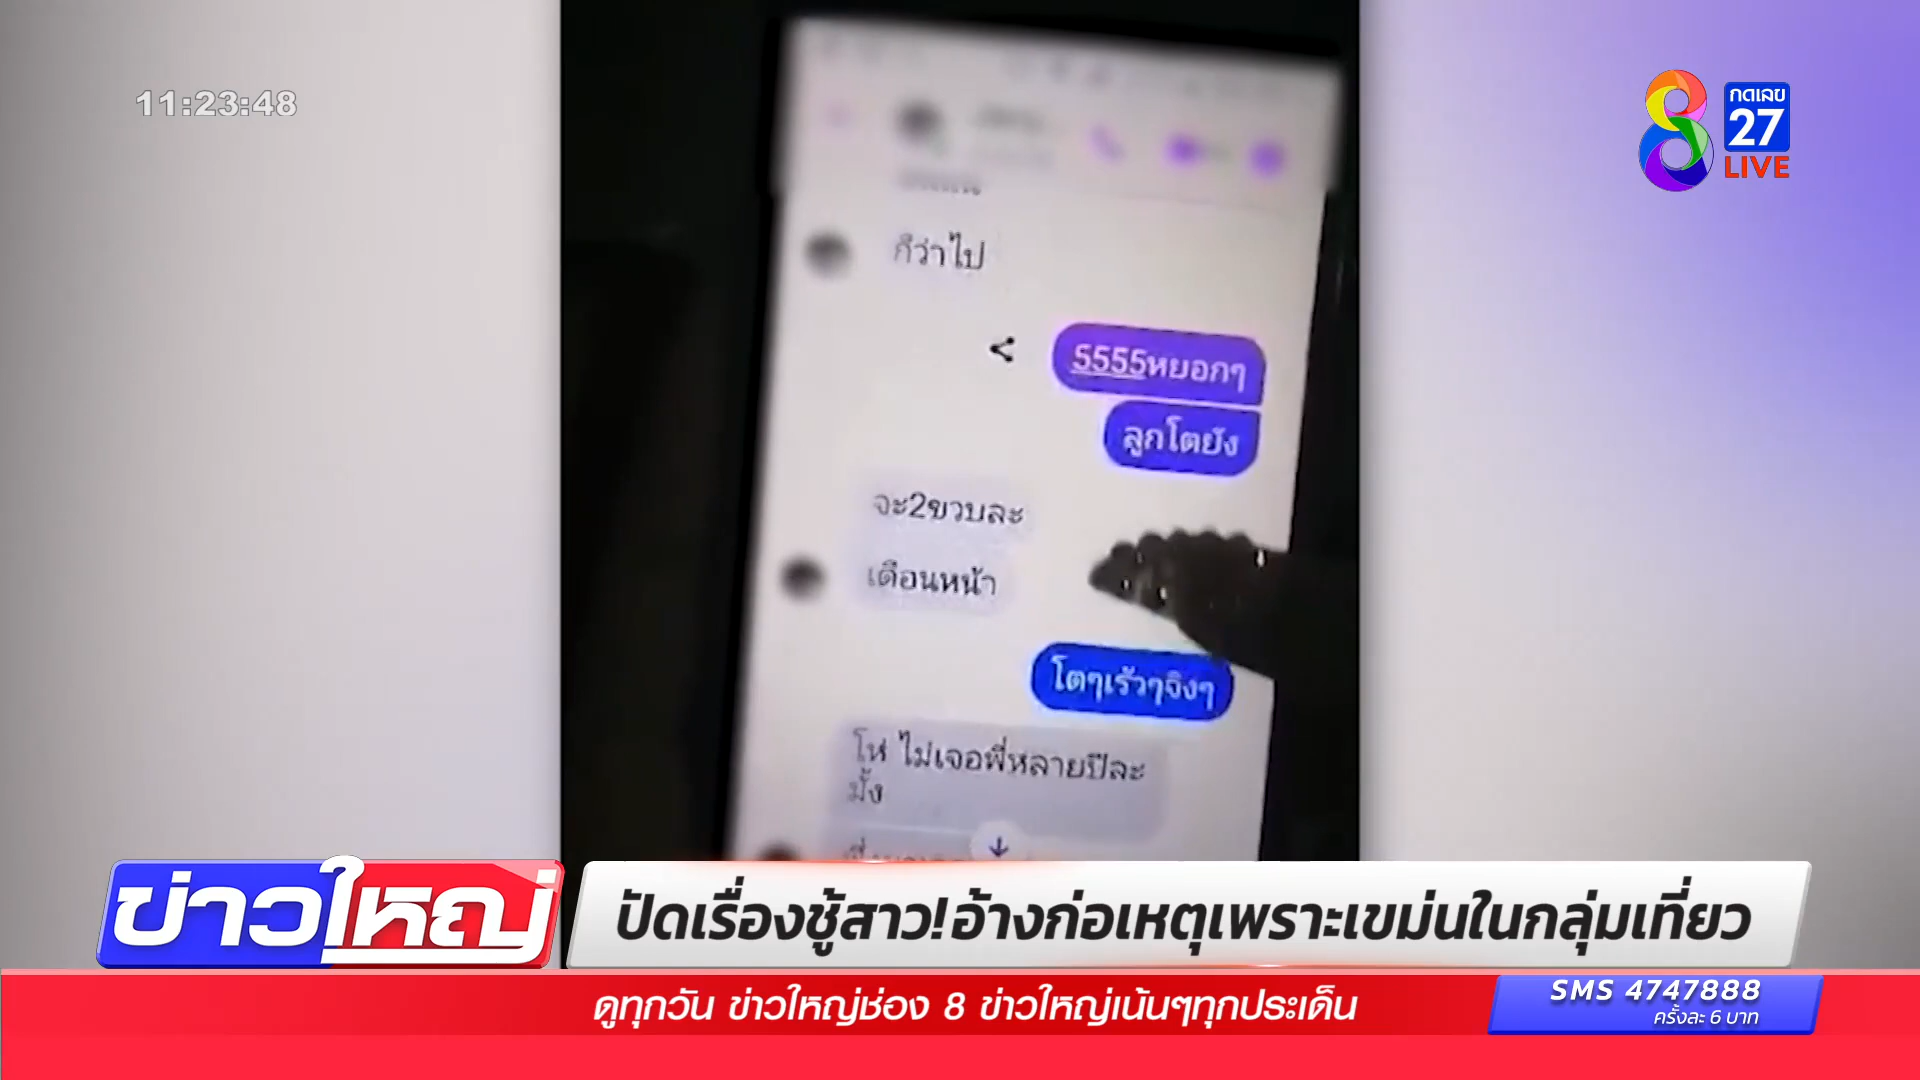 11:23:48
กดเลข
27
LIVE
ก็ว่าไป
5555หยอกๆ
ลูกโตยัง
จะ2ขวบละ
เดือนหน้า
โตๆเร้วๆจิงๆ
โห ไม่เจอพี่หลายปีละ
มั้ง
ข่าวใหญ่
ปัดเรื่องชู้สาว!อ้างก่อเหตุเพราะเขม่นในกลุ่มเที่ยว
ดูทุกวัน ข่าวใหญ่ช่อง 8 ข่าวใหญ่เน้นๆทุกประเด็น
SMS 4747888
ครั้งละ 6 บาท